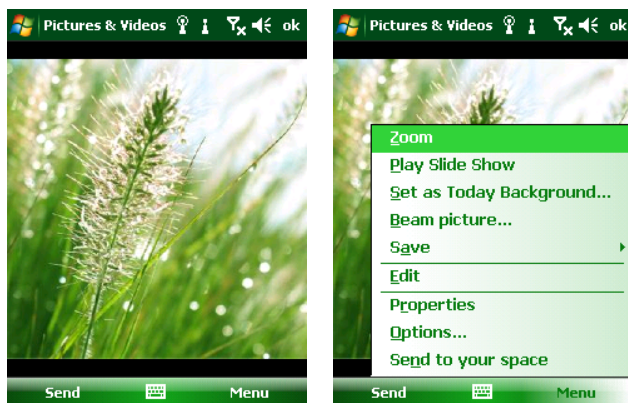 Pictures & Videos ok
Send Menu
Pictures & Videos ok
Zoom
Play Slide Show
Set as Today Background...
Beam picture...
Save
Edit
Properties
Options...
Send to your space
Send Menu